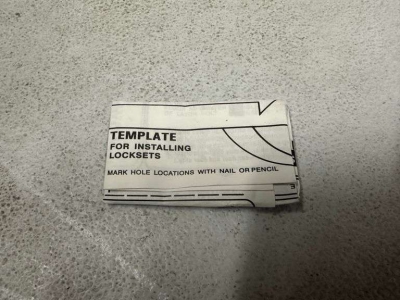 TEMPLATE
FOR INSTALLING
LOCKSETS
MARK HOLE LOCATIONS WITH NAIL OR PENCIL